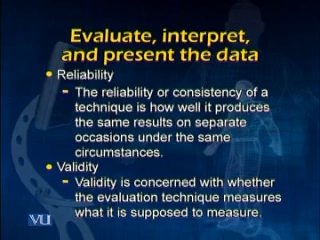 Evaluate, interpret,
and present the data
• Reliability
– The reliability or consistency of a
technique is how well it produces
the same results on separate
occasions under the same
circumstances.
• Validity
– Validity is concerned with whether
the evaluation technique measures
what it is supposed to measure.
VU